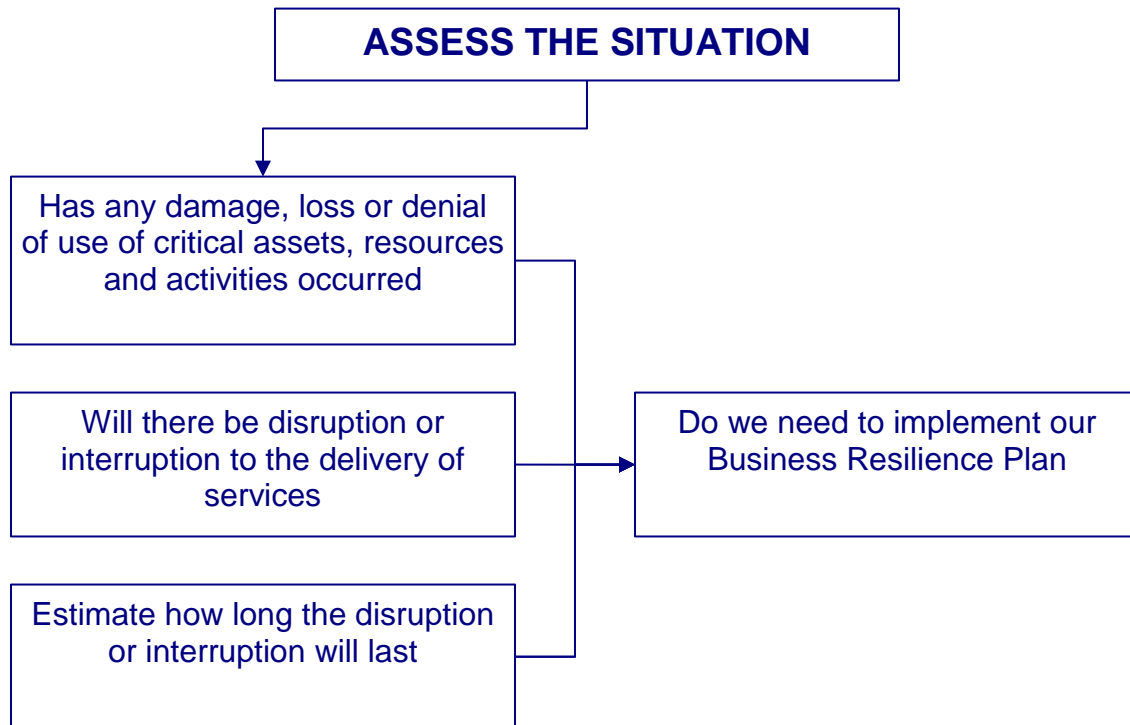 ASSESS THE SITUATION
Has any damage, loss or denial
of use of critical assets, resources
and activities occurred
Will there be disruption or
interruption to the delivery of
services
Do we need to implement our
Business Resilience Plan
Estimate how long the disruption
or interruption will last